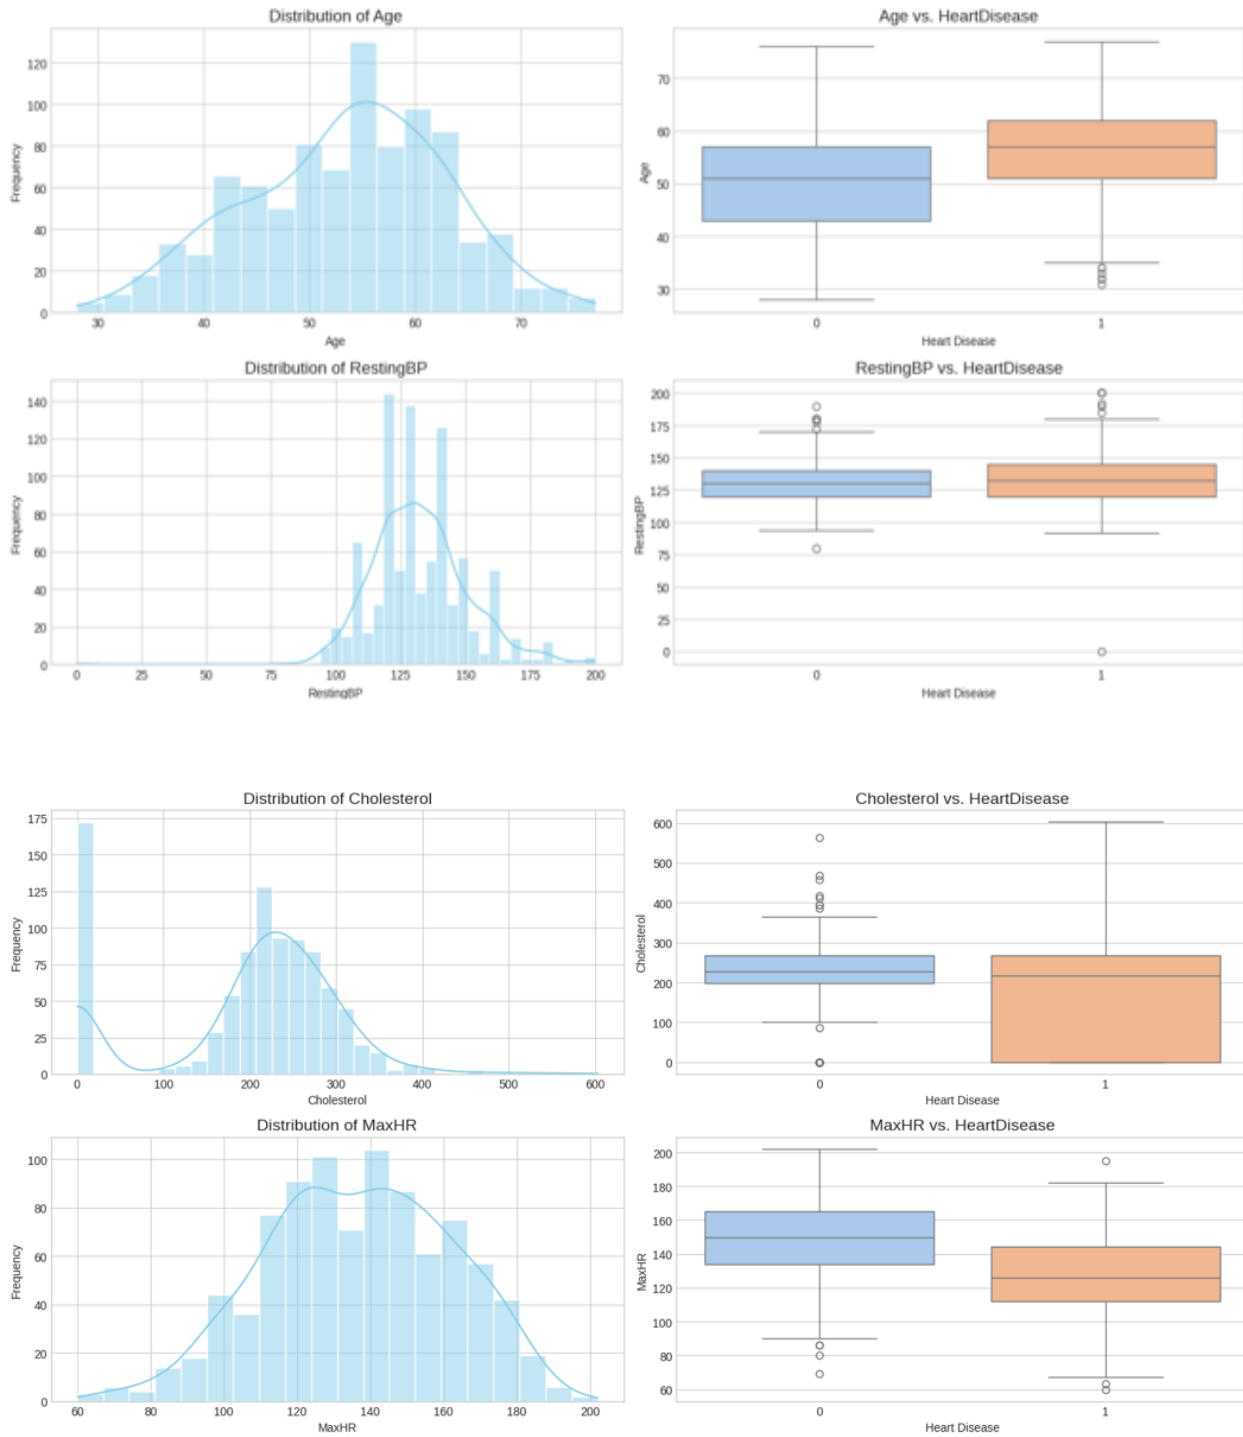 Distribution of Age
Frequency
120
100
80
60
40
20
0
30 40 50 60 70
Age
Age vs. HeartDisease
Age
70
60
50
40
30
0 1
Heart Disease
Distribution of RestingBP
Frequency
140
120
100
80
60
40
20
0
0 25 50 75 100 125 150 175 200
RestingBP
RestingBP vs. HeartDisease
RestingBP
200
175
150
125
100
75
50
25
0
0 1
Heart Disease
Distribution of Cholesterol
Frequency
175
150
125
100
75
50
25
0
0 100 200 300 400 500 600
Cholesterol
Cholesterol vs. HeartDisease
Cholesterol
600
500
400
300
200
100
0
0 1
Heart Disease
Distribution of MaxHR
Frequency
100
80
60
40
20
0
60 80 100 120 140 160 180 200
MaxHR
MaxHR vs. HeartDisease
MaxHR
200
180
160
140
120
100
80
60
0 1
Heart Disease